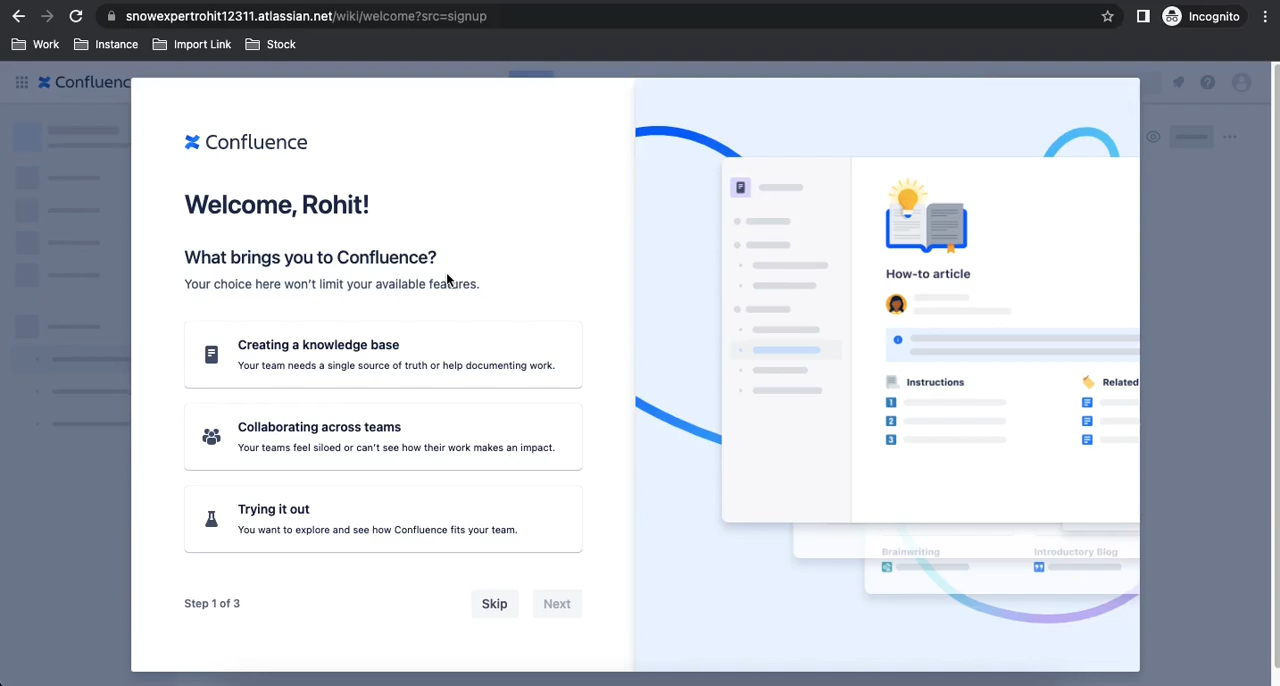 snowexpertrohit12311.atlassian.net/wiki/welcome?src=signup
Incognito
Work
Instance
Import Link
Stock
Confluenc
Confluence
Welcome, Rohit!
What brings you to Confluence?
Your choice here won't limit your available features.
Creating a knowledge base
Your team needs a single source of truth or help documenting work.
Collaborating across teams
Your teams feel siloed or can't see how their work makes an impact.
Trying it out
You want to explore and see how Confluence fits your team.
Step 1 of 3
Skip
Next
How-to article
Instructions
Related
1
2
3
Brainwriting
Introductory Blog